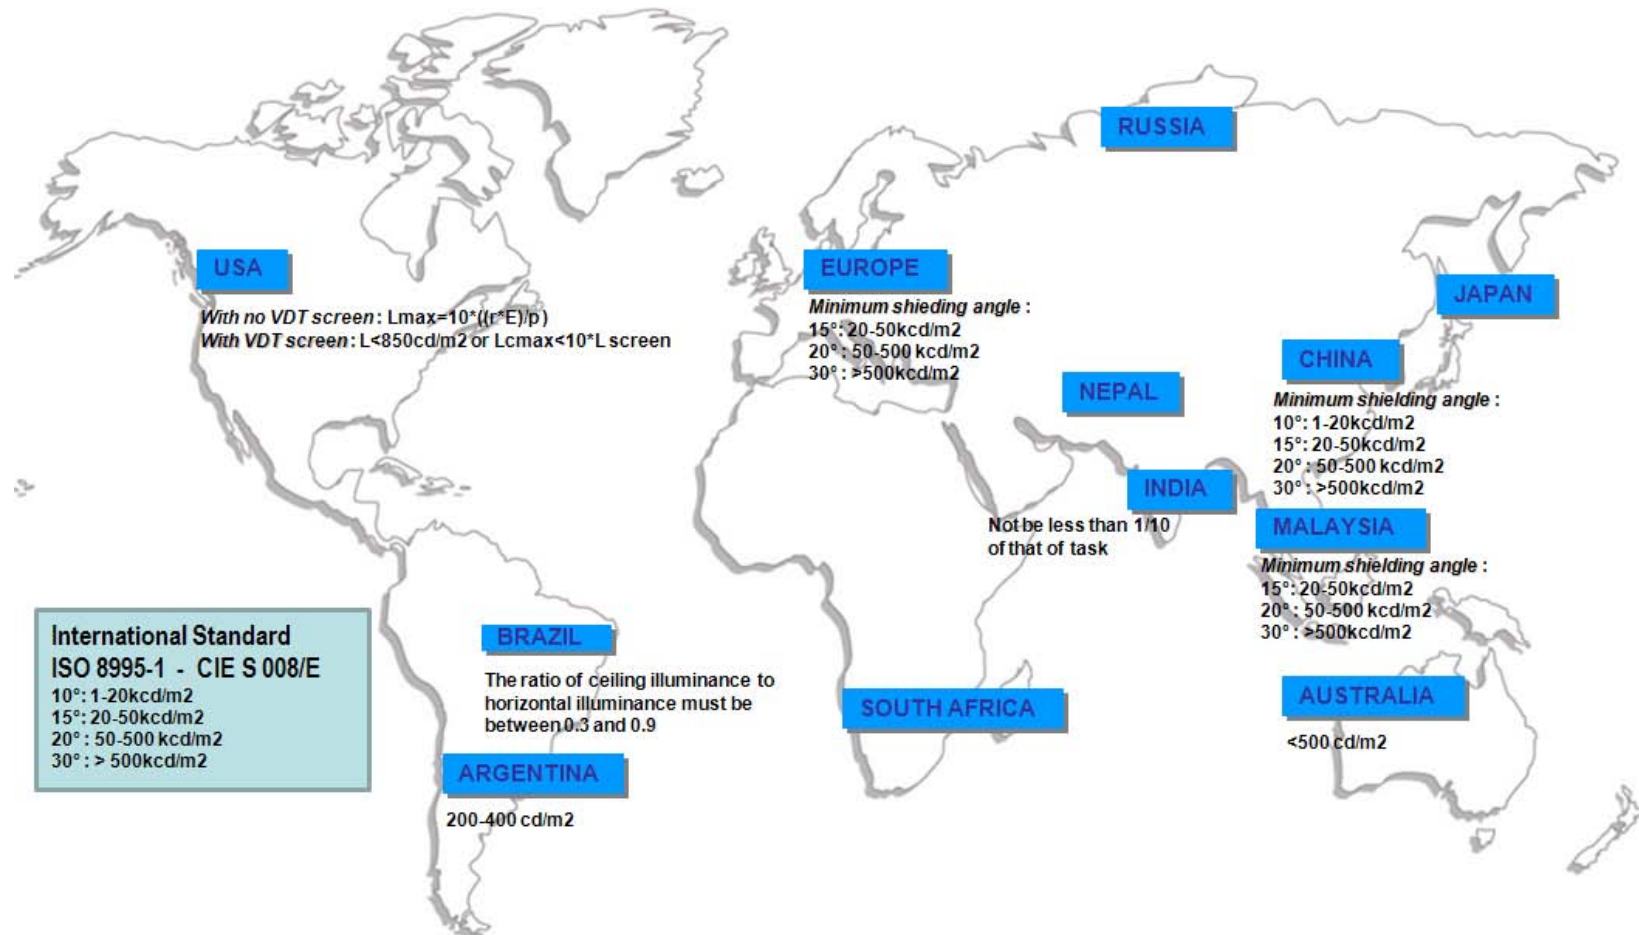 RUSSIA
USA
With no VDT screen : Lmax=10*((r*E)/p)
With VDT screen : L<850cd/m2 or Lcmax<10*L screen
EUROPE
Minimum shieding angle :
15°: 20-50kcd/m2
20° : 50-500 kcd/m2
30° : >500kcd/m2
JAPAN
CHINA
Minimum shielding angle :
10°: 1-20kcd/m2
15°: 20-50kcd/m2
20° : 50-500 kcd/m2
30° : >500kcd/m2
NEPAL
INDIA
Not be less than 1/10
of that of task
MALAYSIA
Minimum shielding angle :
15°: 20-50kcd/m2
20° : 50-500 kcd/m2
30° : >500kcd/m2
International Standard
ISO 8995-1 - CIE S 008/E
10°: 1-20kcd/m2
15°: 20-50kcd/m2
20° : 50-500 kcd/m2
30° : > 500kcd/m2
BRAZIL
The ratio of ceiling illuminance to
horizontal illuminance must be
between 0.3 and 0.9
ARGENTINA
200-400 cd/m2
SOUTH AFRICA
AUSTRALIA
<500 cd/m2